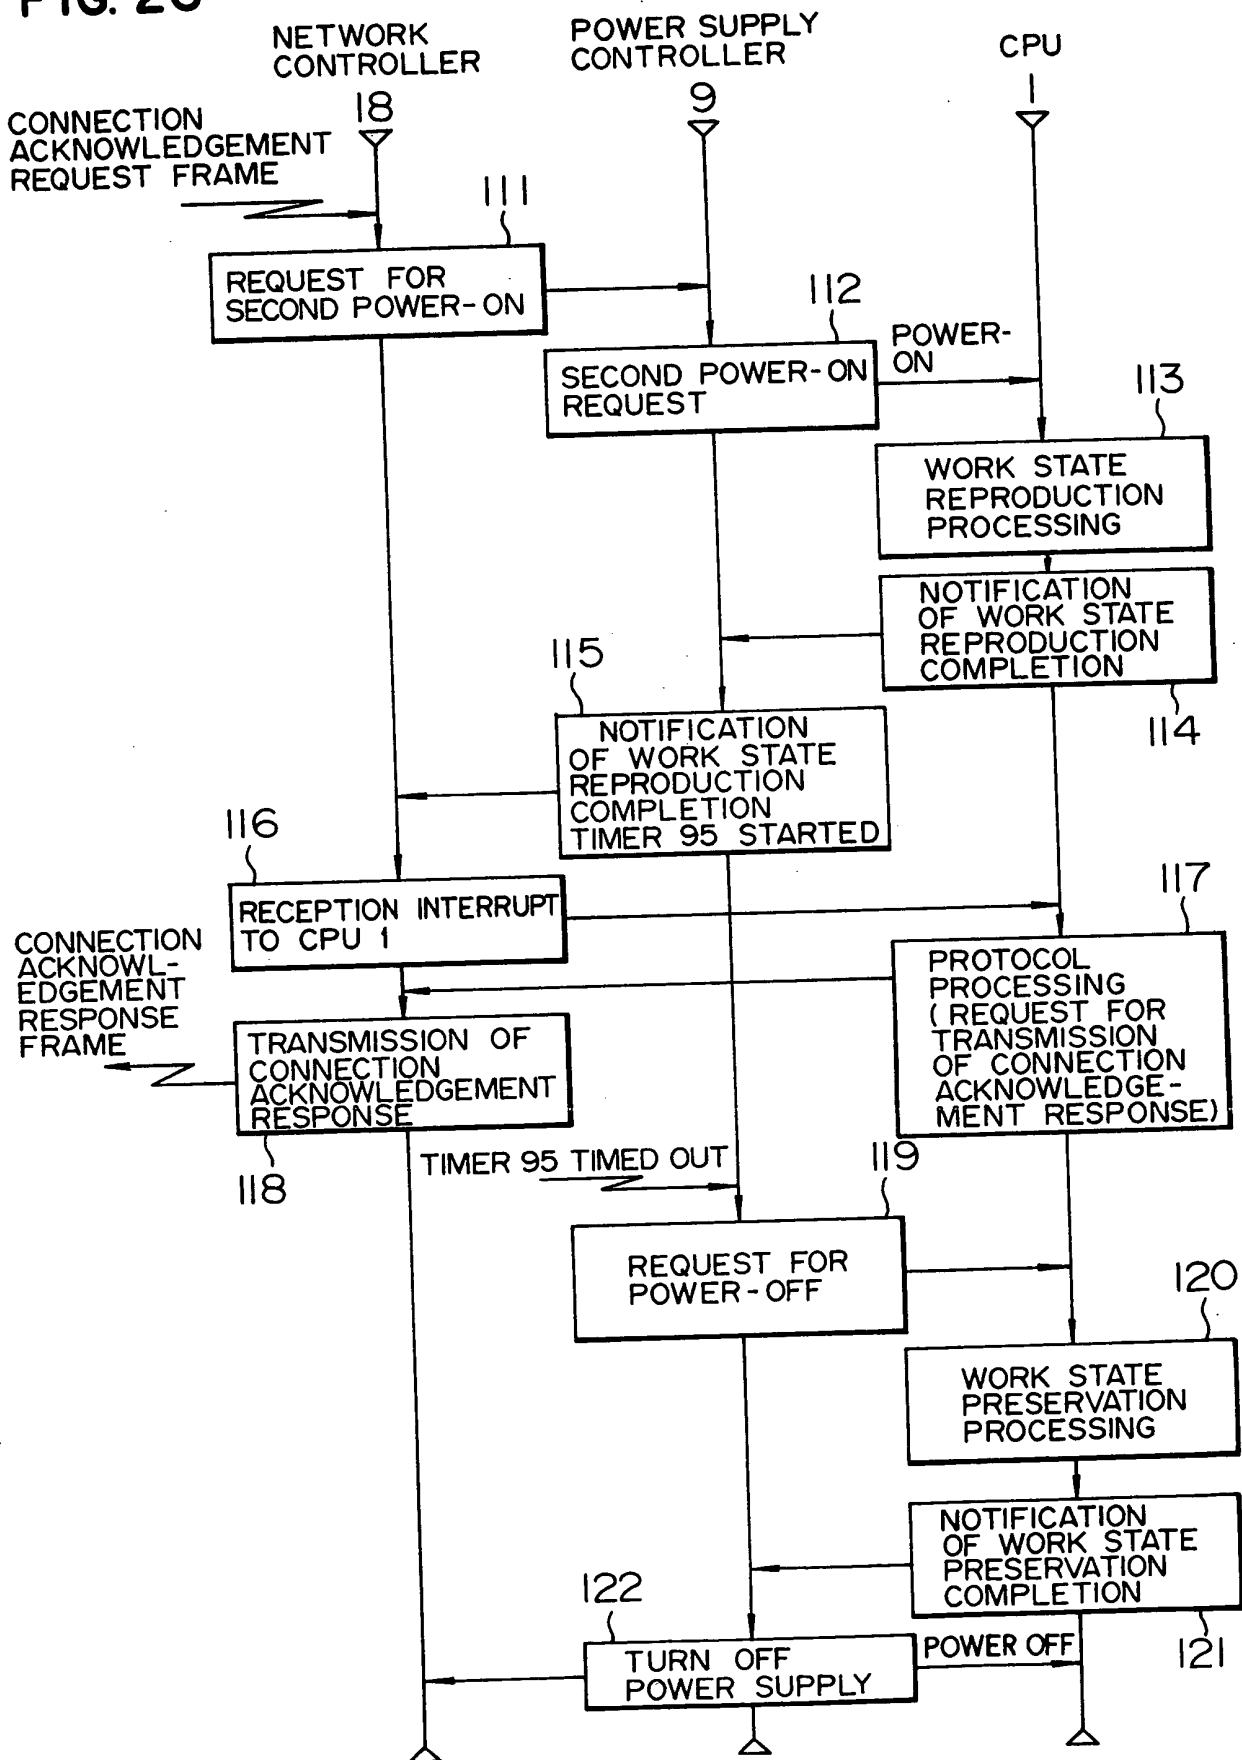 NETWORK
CONTROLLER
18
POWER SUPPLY
CONTROLLER
9
CPU
1
CONNECTION
ACKNOWLEDGEMENT
REQUEST FRAME
111
REQUEST FOR
SECOND POWER-ON
112
SECOND POWER-ON
REQUEST
POWER-
ON
113
WORK STATE
REPRODUCTION
PROCESSING
NOTIFICATION
OF WORK STATE
REPRODUCTION
COMPLETION
114
115
NOTIFICATION
OF WORK STATE
REPRODUCTION
COMPLETION
TIMER 95 STARTED
116
RECEPTION INTERRUPT
TO CPU 1
117
PROTOCOL
PROCESSING
(REQUEST FOR
TRANSMISSION
OF CONNECTION
ACKNOWLEDGE-
MENT RESPONSE)
CONNECTION
ACKNOWL-
EDGEMENT
RESPONSE
FRAME
TRANSMISSION OF
CONNECTION
ACKNOWLEDGEMENT
RESPONSE
118
TIMER 95 TIMED OUT
119
REQUEST FOR
POWER-OFF
120
WORK STATE
PRESERVATION
PROCESSING
NOTIFICATION
OF WORK STATE
PRESERVATION
COMPLETION
121
122
TURN OFF
POWER SUPPLY
POWER OFF